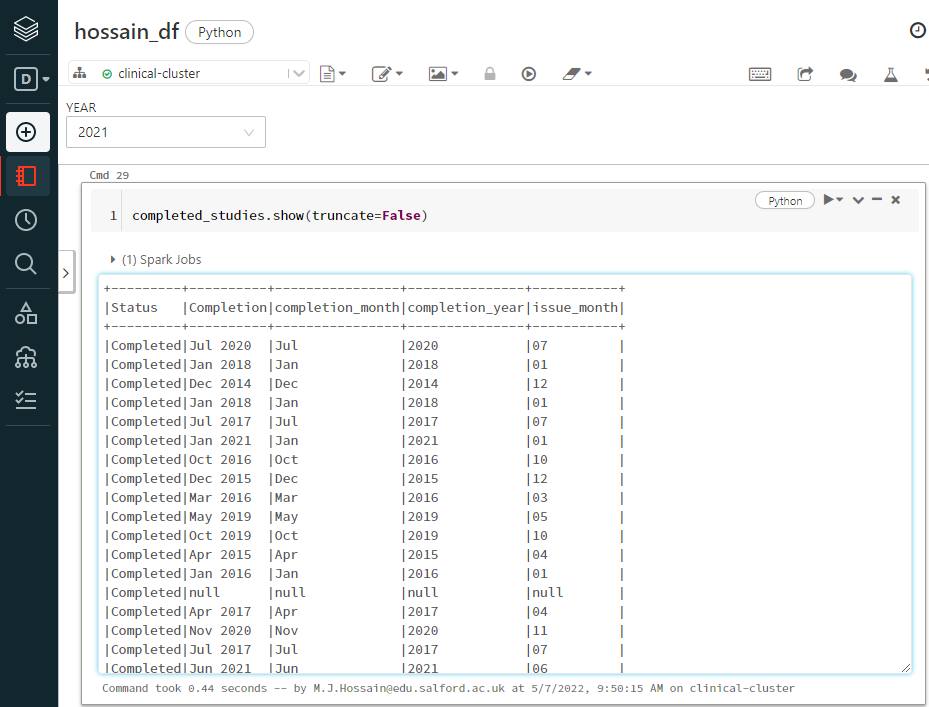 hossain_df Python
D
clinical-cluster
YEAR
2021
Cmd 29
Python
1 completed_studies.show(truncate=False)
(1) Spark Jobs
+---------+----------+----------------+---------------+-----------+
|Status   |Completion|completion_month|completion_year|issue_month|
+---------+----------+----------------+---------------+-----------+
|Completed|Jul 2020  |Jul             |2020           |07         |
|Completed|Jan 2018  |Jan             |2018           |01         |
|Completed|Dec 2014  |Dec             |2014           |12         |
|Completed|Jan 2018  |Jan             |2018           |01         |
|Completed|Jul 2017  |Jul             |2017           |07         |
|Completed|Jan 2021  |Jan             |2021           |01         |
|Completed|Oct 2016  |Oct             |2016           |10         |
|Completed|Dec 2015  |Dec             |2015           |12         |
|Completed|Mar 2016  |Mar             |2016           |03         |
|Completed|May 2019  |May             |2019           |05         |
|Completed|Oct 2019  |Oct             |2019           |10         |
|Completed|Apr 2015  |Apr             |2015           |04         |
|Completed|Jan 2016  |Jan             |2016           |01         |
|Completed|null      |null            |null           |null       |
|Completed|Apr 2017  |Apr             |2017           |04         |
|Completed|Nov 2020  |Nov             |2020           |11         |
|Completed|Jul 2017  |Jul             |2017           |07         |
|Completed|Jun 2021  |Jun             |2021           |06         |
Command took 0.44 seconds -- by M.J.Hossain@edu.salford.ac.uk at 5/7/2022, 9:50:15 AM on clinical-cluster